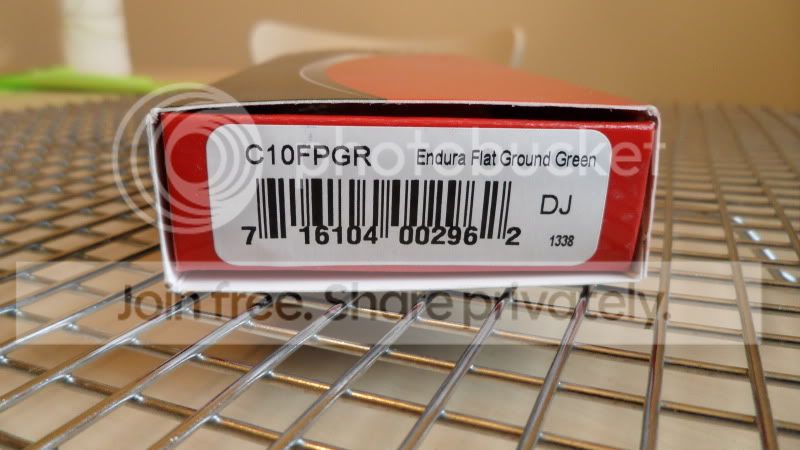 photobucket
C10FPGR Endura Flat Ground Green
DJ
7 16104 00296 2
1338
Join free. Share privately.